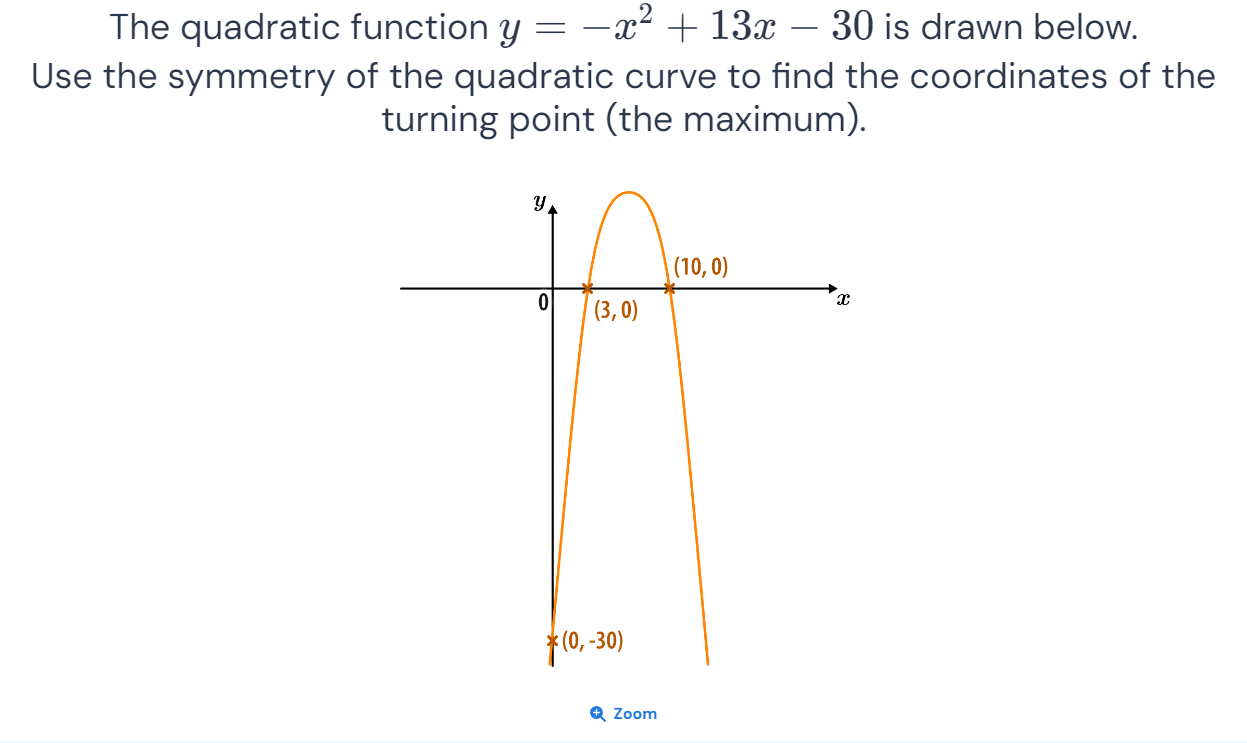 The quadratic function y = −x² + 13x − 30 is drawn below.
Use the symmetry of the quadratic curve to find the coordinates of the
turning point (the maximum).
y
(10, 0)
x
0
(3, 0)
(0, -30)
Zoom